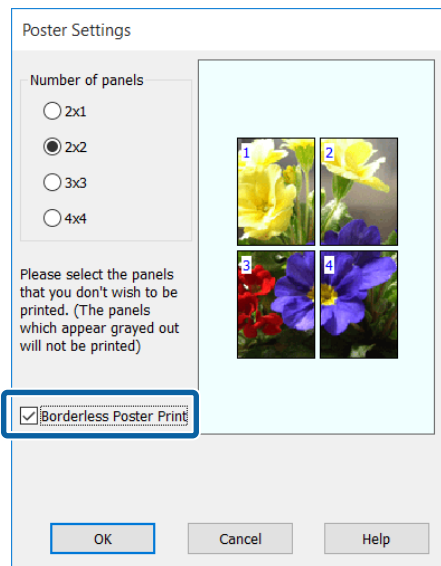 Poster Settings
Number of panels
2x1
2x2
3x3
4x4
1 2
3 4
Please select the panels
that you don't wish to be
printed. (The panels
which appear grayed out
will not be printed)
Borderless Poster Print
OK Cancel Help